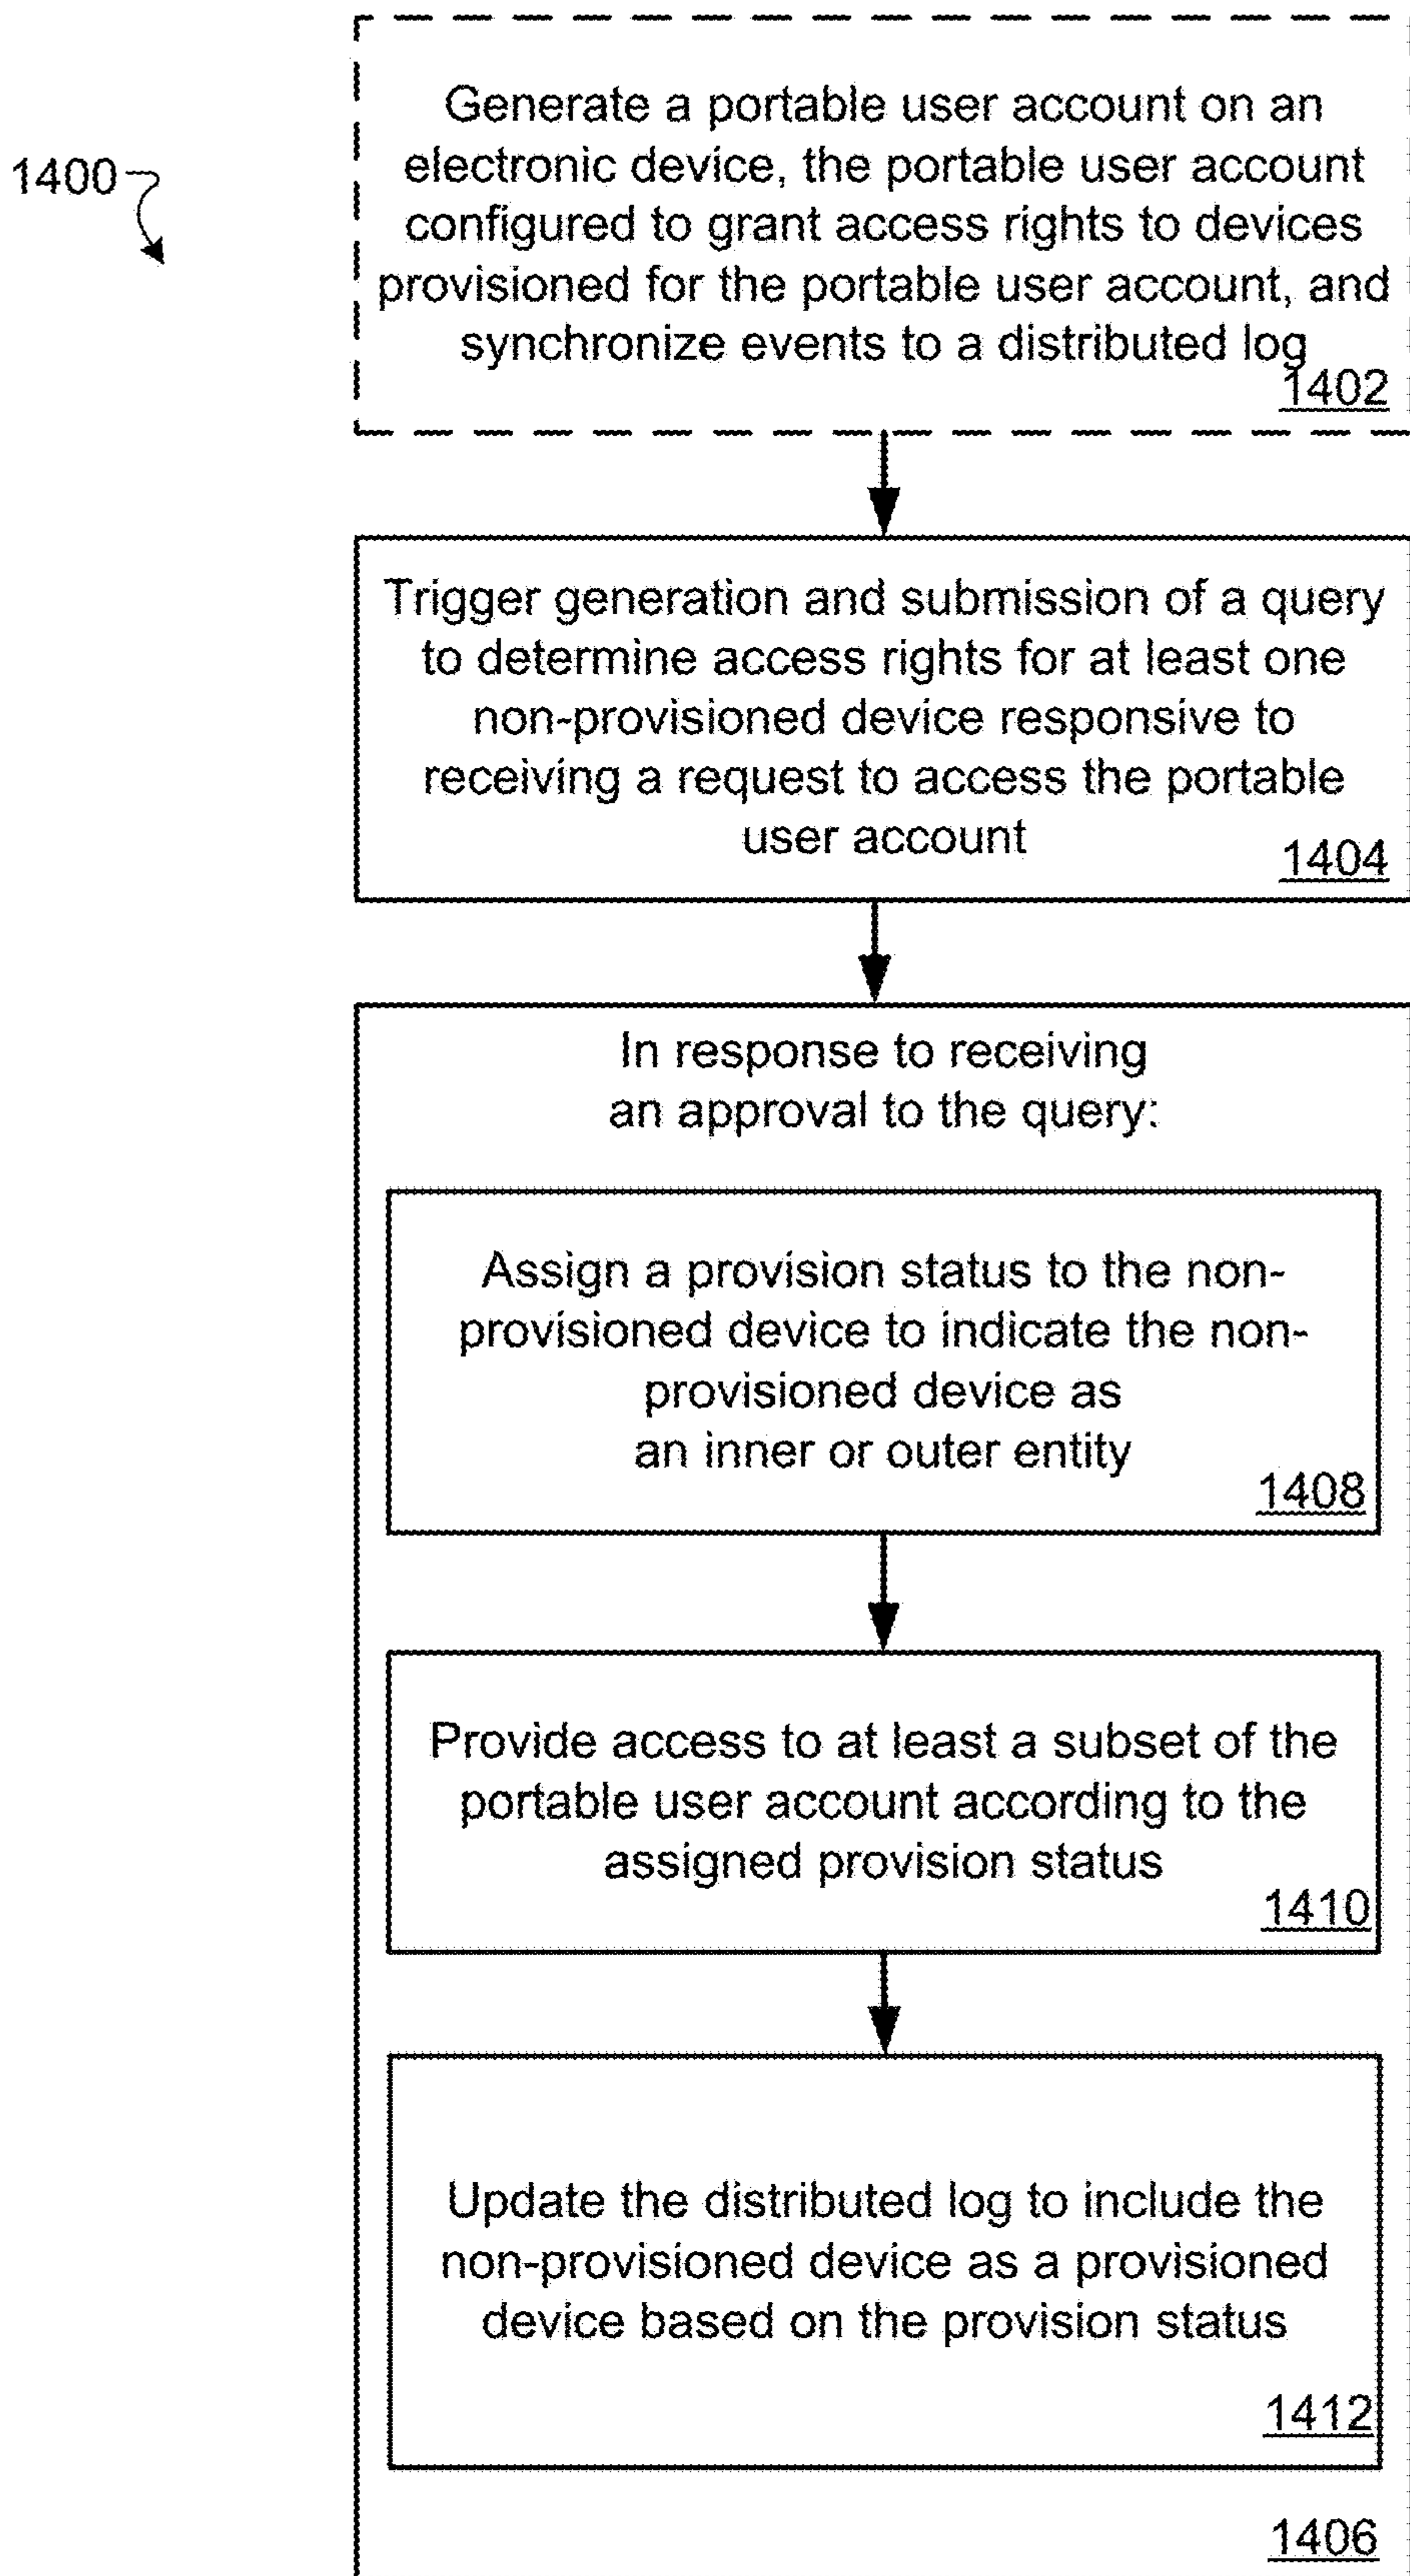 1400
Generate a portable user account on an
electronic device, the portable user account
configured to grant access rights to devices
provisioned for the portable user account, and
synchronize events to a distributed log
1402
Trigger generation and submission of a query
to determine access rights for at least one
non-provisioned device responsive to
receiving a request to access the portable
user account
1404
In response to receiving
an approval to the query:
Assign a provision status to the non-
provisioned device to indicate the non-
provisioned device as
an inner or outer entity
1408
Provide access to at least a subset of the
portable user account according to the
assigned provision status
1410
Update the distributed log to include the
non-provisioned device as a provisioned
device based on the provision status
1412
1406